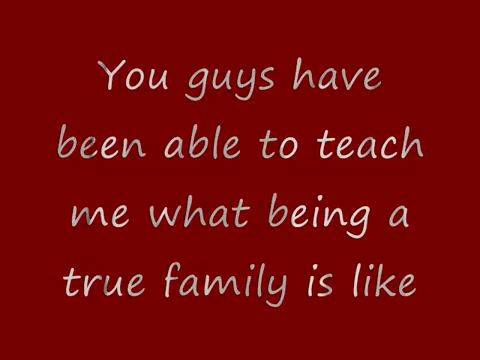 You guys have
been able to teach
me what being a
true family is like